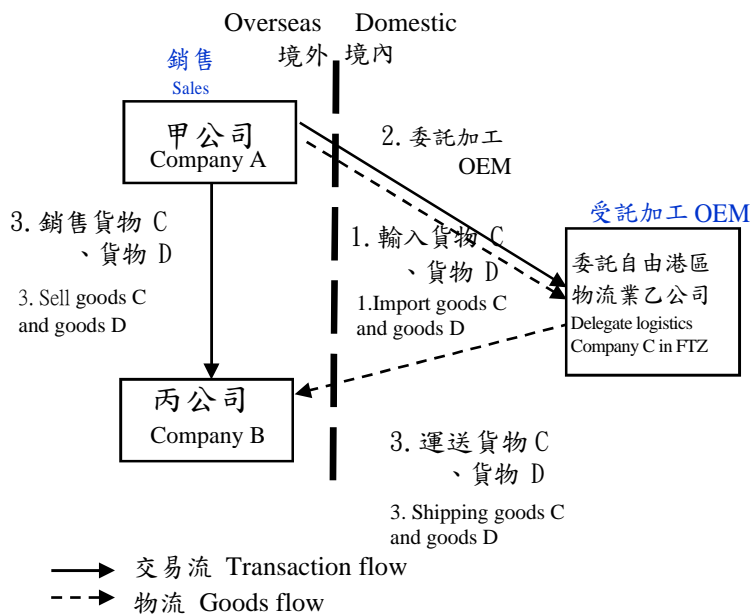 Overseas Domestic
境外 境內
銷售
Sales
甲公司
Company A
2. 委託加工
OEM
受託加工 OEM
3. 銷售貨物 C
、貨物 D
3. Sell goods C
and goods D
1. 輸入貨物 C
、貨物 D
1.Import goods C
and goods D
委託自由港區
物流業乙公司
Delegate logistics
Company C in FTZ
丙公司
Company B
3. 運送貨物 C
、貨物 D
3. Shipping goods C
and goods D
交易流 Transaction flow
物流 Goods flow